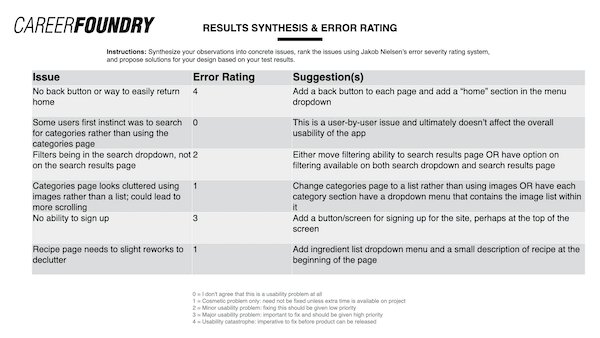 CAREERFOUNDRY
RESULTS SYNTHESIS & ERROR RATING
Instructions: Synthesize your observations into concrete issues, rank the issues using Jakob Nielsen's error severity rating system,
and propose solutions for your design based on your test results.
Issue Error Rating Suggestion(s)
No back button or way to easily return 4 Add a back button to each page and add a "home" section in the menu
home dropdown
Some users first instinct was to search 0 This is a user-by-user issue and ultimately doesn't affect the overall
for categories rather than using the usability of the app
categories page
Filters being in the search dropdown, not 2 Either move filtering ability to search results page OR have option on
on the search results page filtering available on both search dropdown and search results page
Categories page looks cluttered using 1 Change categories page to a list rather than using images OR have each
images rather than a list; could lead to category section have a dropdown menu that contains the image list within
more scrolling it
No ability to sign up 3 Add a button/screen for signing up for the site, perhaps at the top of the
screen
Recipe page needs to slight reworks to 1 Add ingredient list dropdown menu and a small description of recipe at the
declutter beginning of the page
0 = I don't agree that this is a usability problem at all
1 = Cosmetic problem only: need not be fixed unless extra time is available on project
2 = Minor usability problem: fixing this should be given low priority
3 = Major usability problem: important to fix and should be given high priority
4 = Usability catastrophe: imperative to fix before product can be released